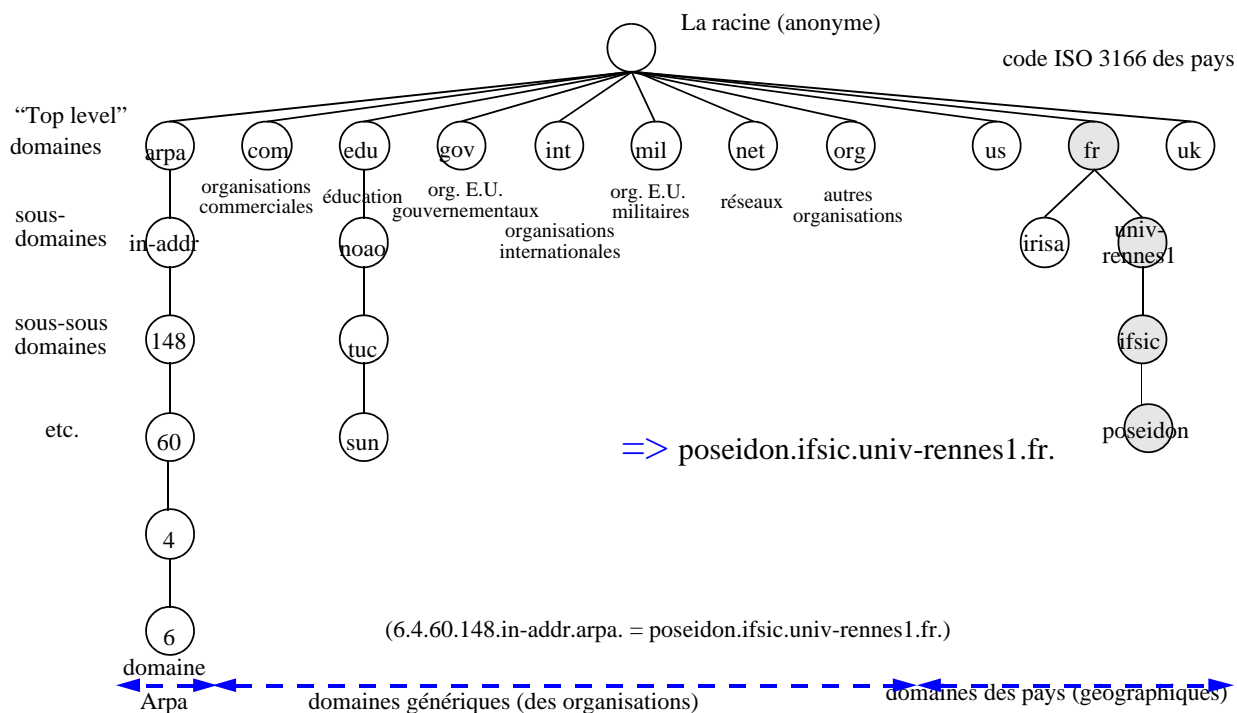 La racine (anonyme)
code ISO 3166 des pays
“Top level”
domaines
arpa
com
edu
gov
int
mil
net
org
us
fr
uk
organisations
commerciales
éducation
org. E.U.
gouvernementaux
organisations
internationales
org. E.U.
militaires
réseaux
autres
organisations
sous-
domaines
in-addr
noao
irisa
univ-
rennes1
sous-sous
domaines
148
tuc
ifsic
etc.
60
sun
poseidon
=> poseidon.ifsic.univ-rennes1.fr.
4
6
(6.4.60.148.in-addr.arpa. = poseidon.ifsic.univ-rennes1.fr.)
domaine
Arpa
domaines génériques (des organisations)
domaines des pays (géographiques)